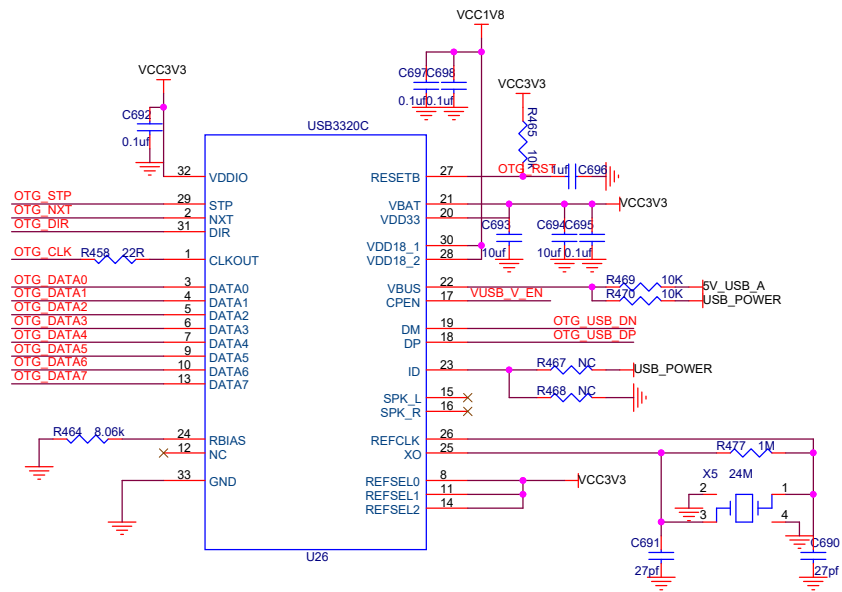 VCC1V8
VCC3V3
C697 C698
VCC3V3
0.1uf 0.1uf
C692
0.1uf
R465
10K
USB3320C
32 VDDIO
RESETB 27
OTG_RST
1uf C696
OTG_STP 29 STP
OTG_NXT 2 NXT
OTG_DIR 31 DIR
VBAT 21
VCC3V3
VDD33 20
C693
10uf
C694 C695
10uf 0.1uf
VDD18_1 30
VDD18_2 28
OTG_CLK R458 22R 1 CLKOUT
OTG_DATA0 3 DATA0
OTG_DATA1 4 DATA1
OTG_DATA2 5 DATA2
OTG_DATA3 6 DATA3
OTG_DATA4 7 DATA4
OTG_DATA5 9 DATA5
OTG_DATA6 10 DATA6
OTG_DATA7 13 DATA7
VBUS 22 R469 10K 5V_USB_A
CPEN 17 VUSB_V_EN R470 10K USB_POWER
DM 19 OTG_USB_DN
DP 18 OTG_USB_DP
ID 23 R467 NC USB_POWER
R468 NC
SPK_L 15
SPK_R 16
R464 8.06k 24 RBIAS
12 NC
33 GND
REFCLK 26
XO 25
R477 1M
REFSEL0 8 VCC3V3
REFSEL1 11
REFSEL2 14
X5 24M
2 1
3 4
C691
27pf
C690
27pf
U26